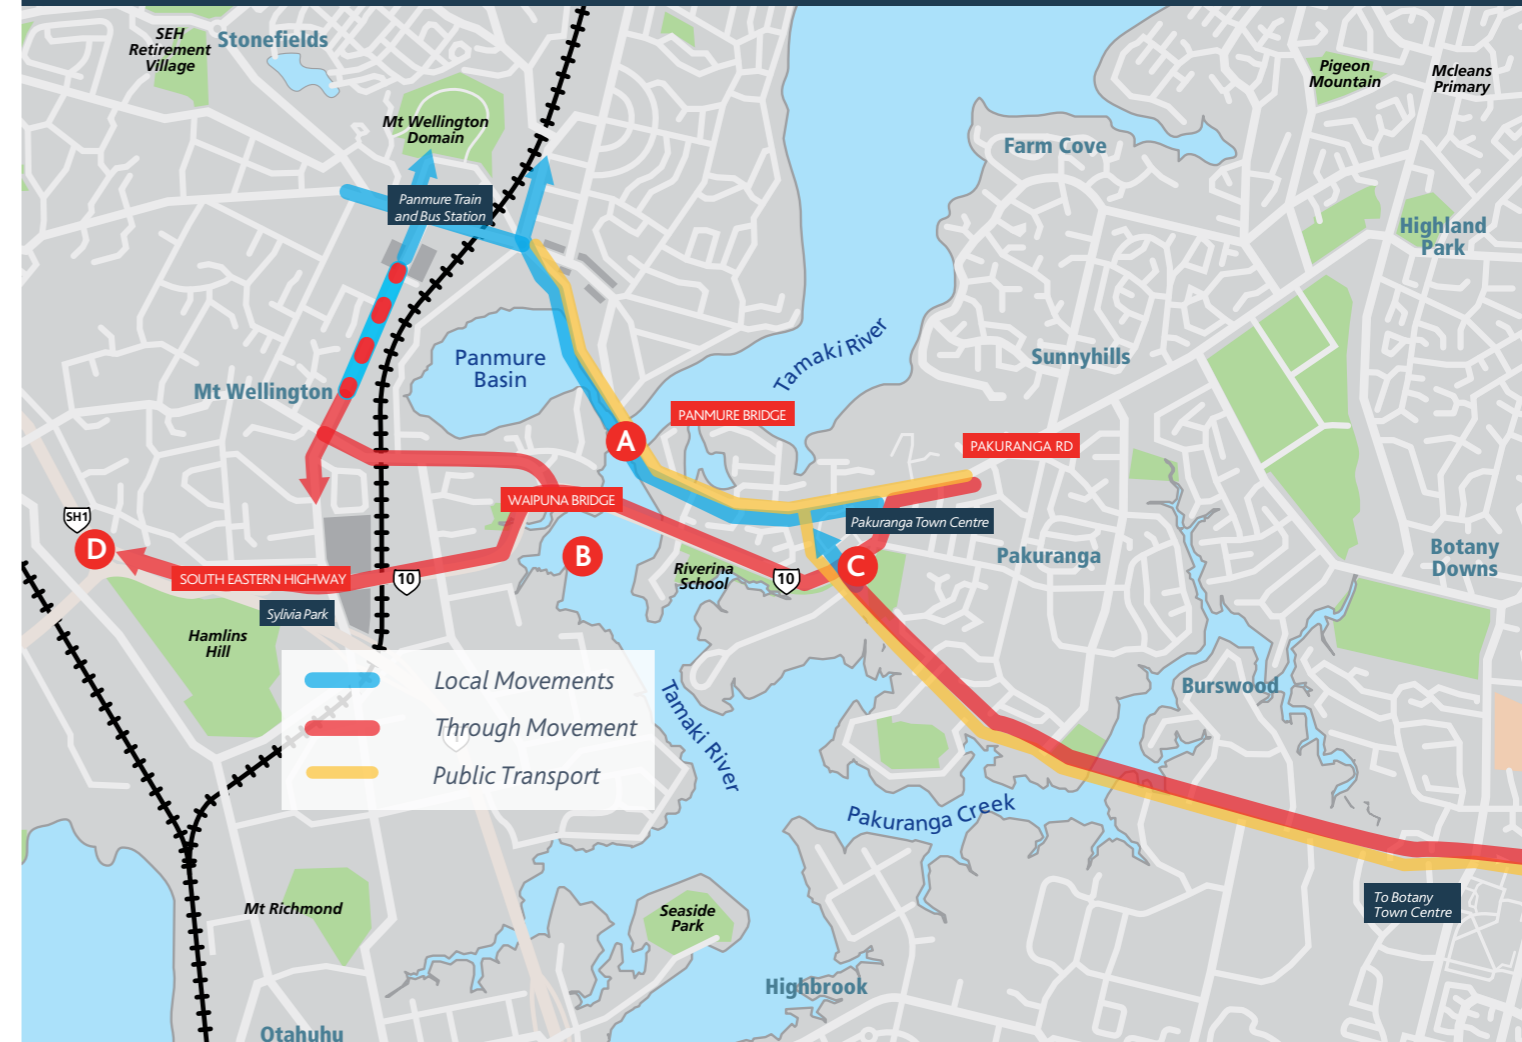 SEH
Retirement
Village
Stonefields
Pigeon
Mountain
Mcleans
Primary
Mt Wellington
Domain
Farm Cove
Panmure Train
and Bus Station
Highland
Park
Tamaki River
Panmure
Basin
Sunnyhills
Mt Wellington
PANMURE BRIDGE
A
PAKURANGA RD
WAIPUNA BRIDGE
SH1
D
Pakuranga Town Centre
B
C
Pakuranga
Botany
Downs
SOUTH EASTERN HIGHWAY
10
Riverina
School
10
Sylivia Park
Hamlins
Hill
Local Movements
Through Movement
Public Transport
Tamaki River
Burswood
Pakuranga Creek
To Botany
Town Centre
Mt Richmond
Seaside
Park
Highbrook
Otahuhu